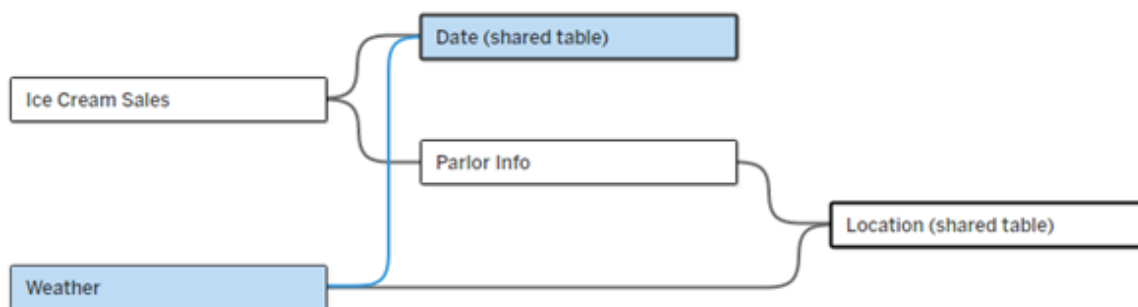 Date (shared table)
Ice Cream Sales
Parlor Info
Location (shared table)
Weather